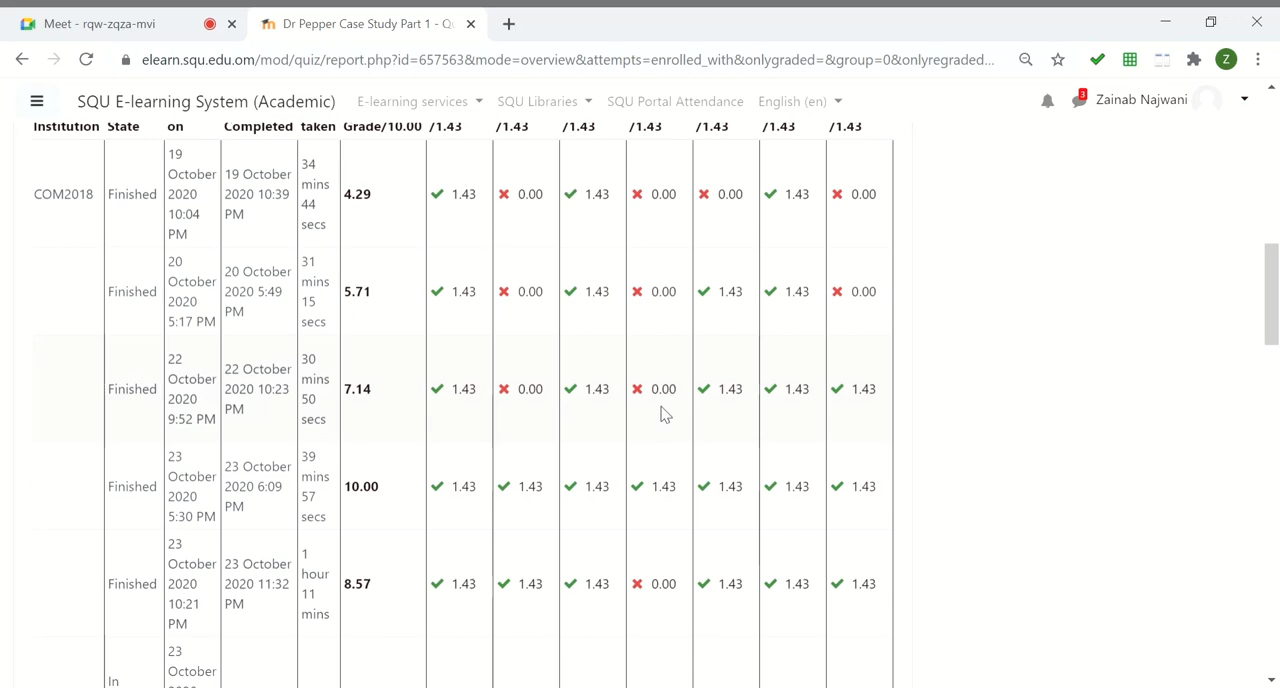 Meet - rqw-zqza-mvi
Dr Pepper Case Study Part 1 - Qu
elearn.squ.edu.om/mod/quiz/report.php?id=657563&mode=overview&attempts=enrolled_with&onlygraded=&group=0&onlyregraded...
Z
SQU E-learning System (Academic)
E-learning services
SQU Libraries
SQU Portal Attendance
English (en)
3
Zainab Najwani
Institution State on Completed taken Grade/10.00 /1.43 /1.43 /1.43 /1.43 /1.43 /1.43 /1.43
COM2018
Finished
19
October
2020
10:04
PM
19 October
2020 10:39
PM
34
mins
44
secs
4.29
1.43 0.00 1.43 0.00 0.00 1.43 0.00
Finished
20
October
2020
5:17 PM
20 October
2020 5:49
PM
31
mins
15
secs
5.71
1.43 0.00 1.43 0.00 1.43 1.43 0.00
Finished
22
October
2020
9:52 PM
22 October
2020 10:23
PM
30
mins
50
secs
7.14
1.43 0.00 1.43 0.00 1.43 1.43 1.43
Finished
23
October
2020
5:30 PM
23 October
2020 6:09
PM
39
mins
57
secs
10.00
1.43 1.43 1.43 1.43 1.43 1.43 1.43
Finished
23
October
2020
10:21
PM
23 October
2020 11:32
PM
1
hour
11
mins
8.57
1.43 1.43 1.43 0.00 1.43 1.43 1.43
In
23
October